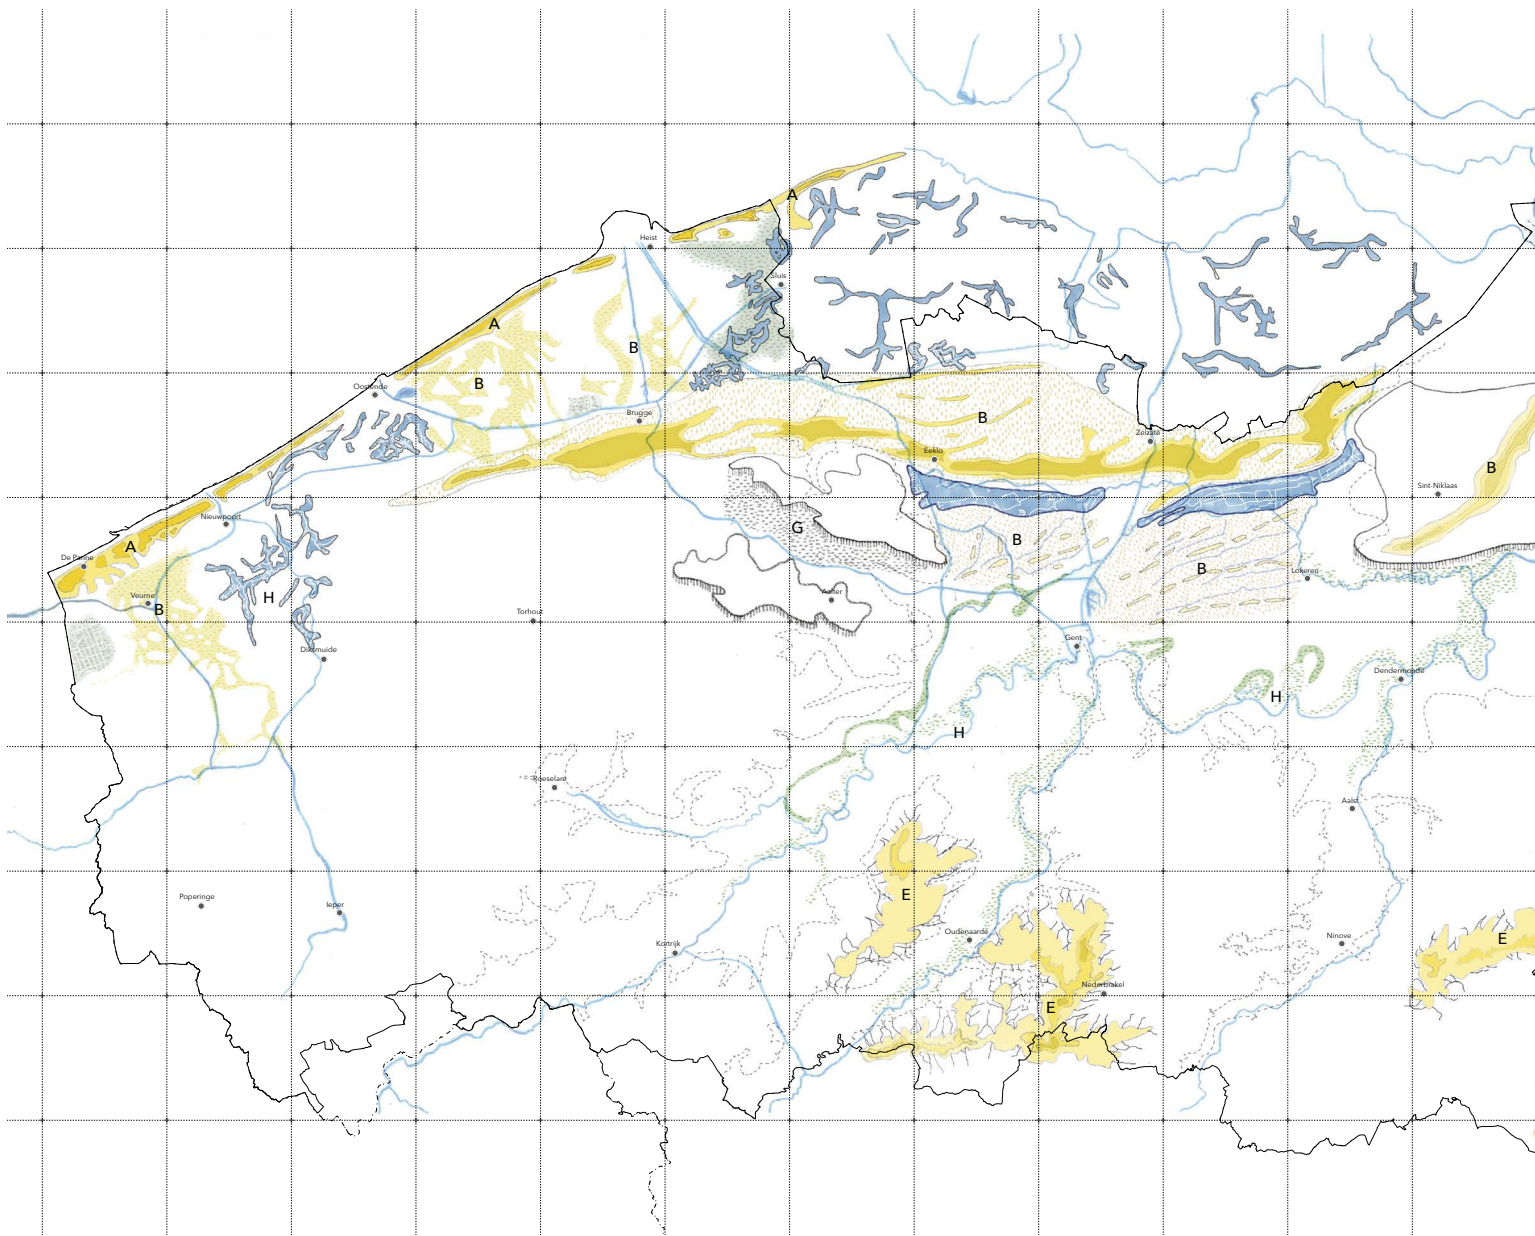 A
Heist
Sluis
A
B
B
Oostende
Brugge
B
Zelzate
Eeklo
B
Sint-Niklaas
Nieuwpoort
G
A
B
De Panne
B
Lokeren
H
Veurne
B
Aalter
Torhout
Gent
Diksmuide
Dendermonde
H
H
Roeselare
Aalst
E
Poperinge
Ieper
Oudenaarde
E
Kortrijk
Ninove
Nederbrakel
E